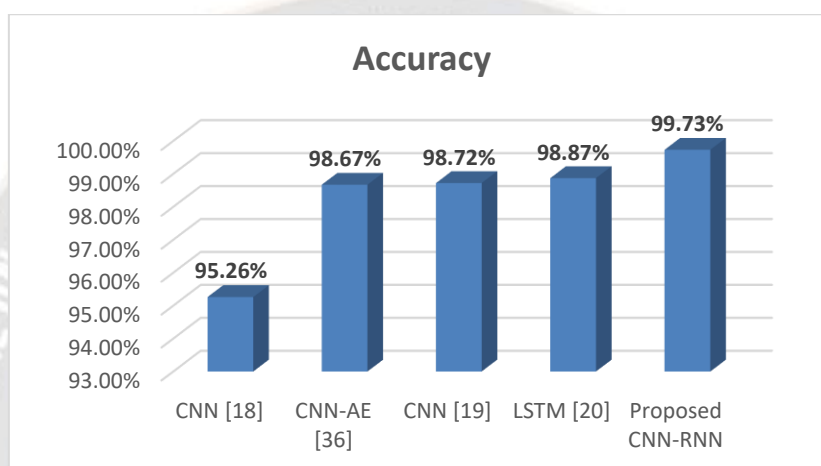 Accuracy
99.73%
98.67%
98.72%
98.87%
95.26%
100.00%
99.00%
98.00%
97.00%
96.00%
95.00%
94.00%
93.00%
CNN [18]
CNN-AE
[36]
CNN [19]
LSTM [20]
Proposed
CNN-RNN